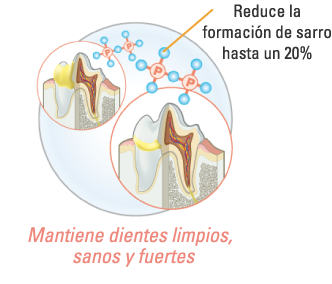 Reduce la
formación de sarro
hasta un 20%
P P
P P
Mantiene dientes limpios,
sanos y fuertes